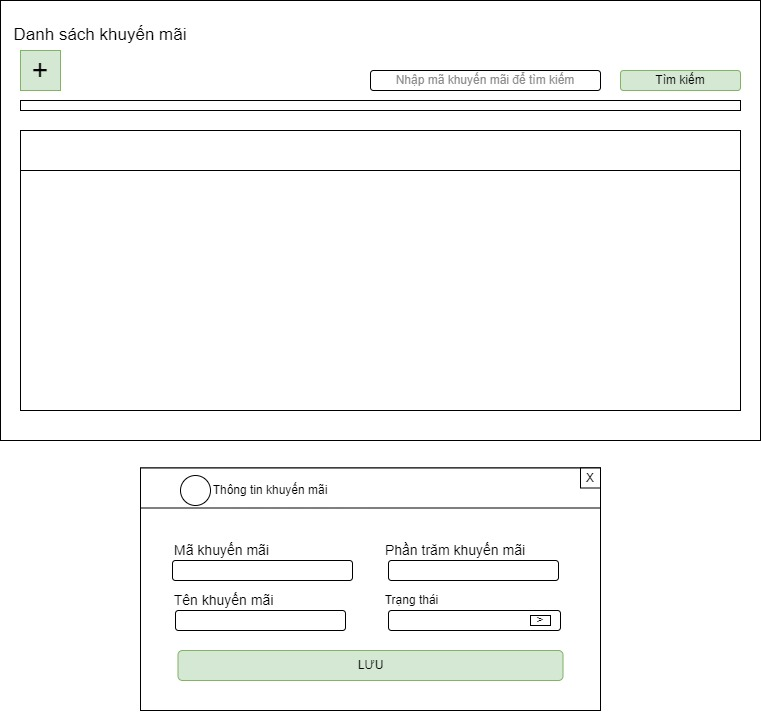 Danh sách khuyến mãi
+
Nhập mã khuyến mãi để tìm kiếm
Tìm kiếm
X
Thông tin khuyến mãi
Mã khuyến mãi
Phần trăm khuyến mãi
Tên khuyến mãi
Trạng thái
>
LƯU